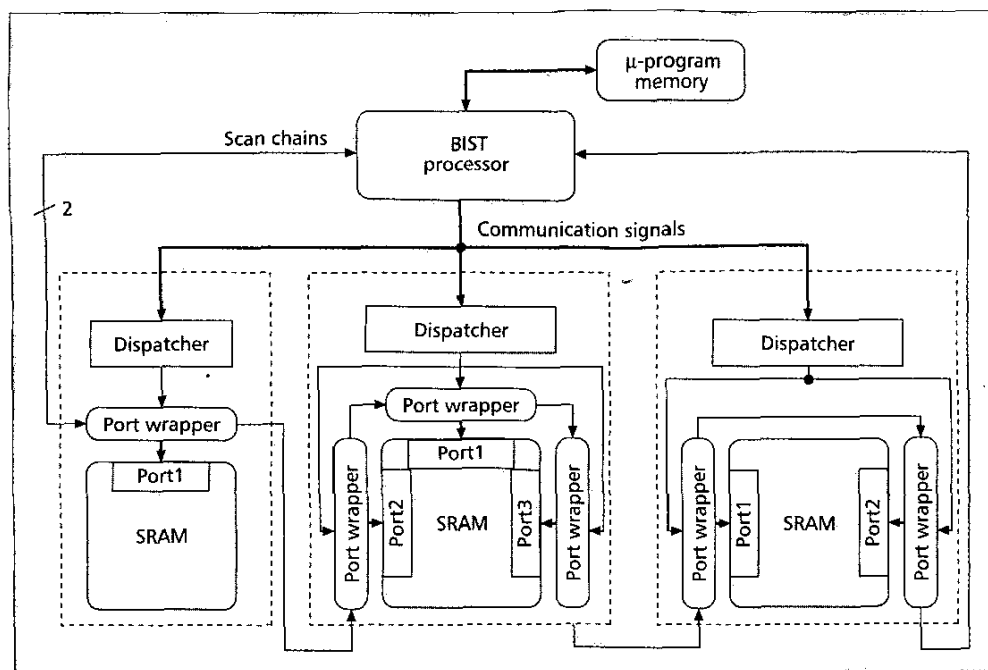 μ-program
memory
Scan chains
BIST
processor
2
Communication signals
Dispatcher
Port wrapper
Port1
SRAM
Dispatcher
Port wrapper
Port1
Port wrapper
Port2
SRAM
Port3
Port wrapper
Dispatcher
Port wrapper
Port1
SRAM
Port2
Port wrapper